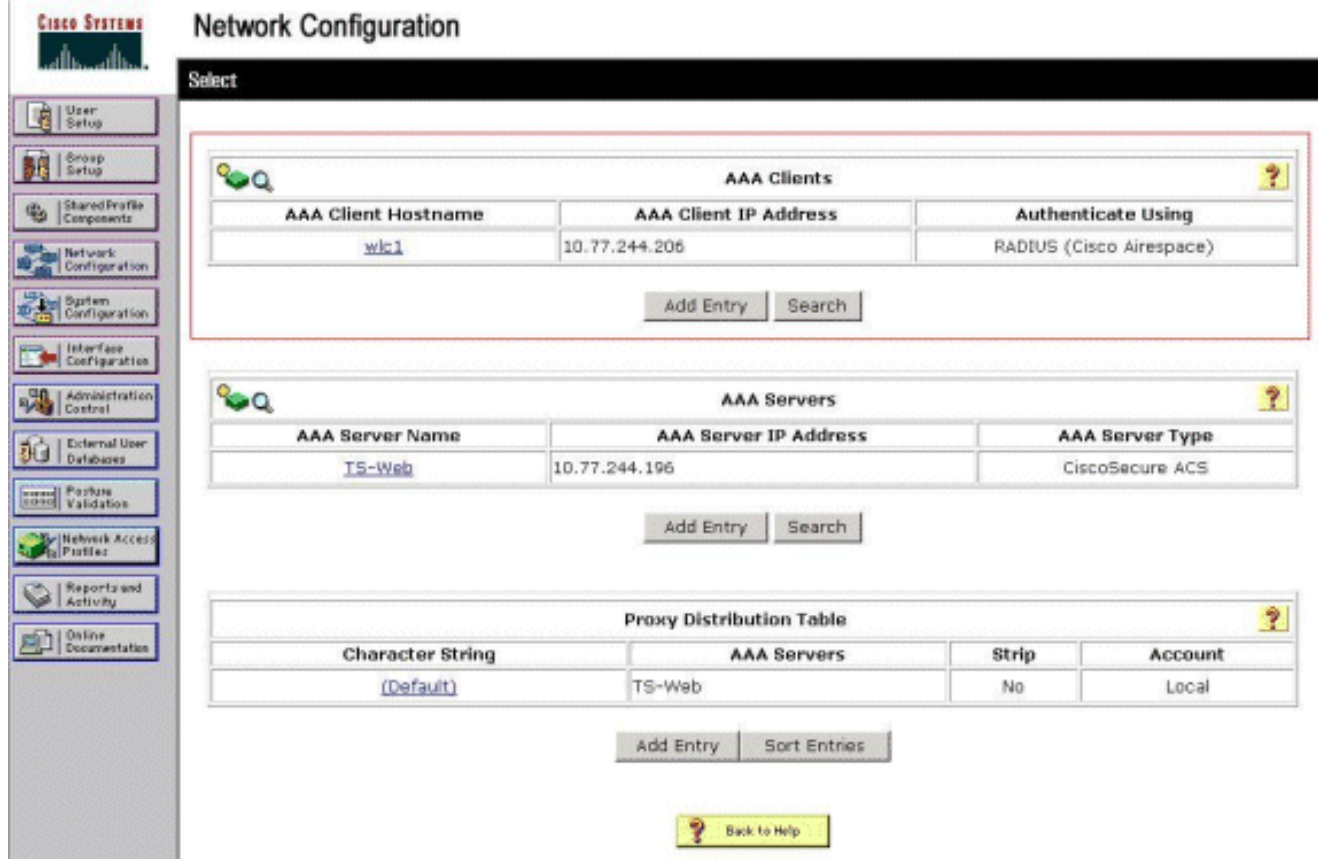 CISCO SYSTEMS
Network Configuration
Select
User Setup
Group Setup
Shared Profile Components
Network Configuration
System Configuration
Interface Configuration
Administration Control
External User Databases
Posture Validation
Network Access Profiles
Reports and Activity
Online Documentation
AAA Clients
AAA Client Hostname AAA Client IP Address Authenticate Using
wlc1 10.77.244.206 RADIUS (Cisco Airespace)
Add Entry Search
AAA Servers
AAA Server Name AAA Server IP Address AAA Server Type
TS-Web 10.77.244.196 CiscoSecure ACS
Add Entry Search
Proxy Distribution Table
Character String AAA Servers Strip Account
(Default) TS-Web No Local
Add Entry Sort Entries
? Back to Help